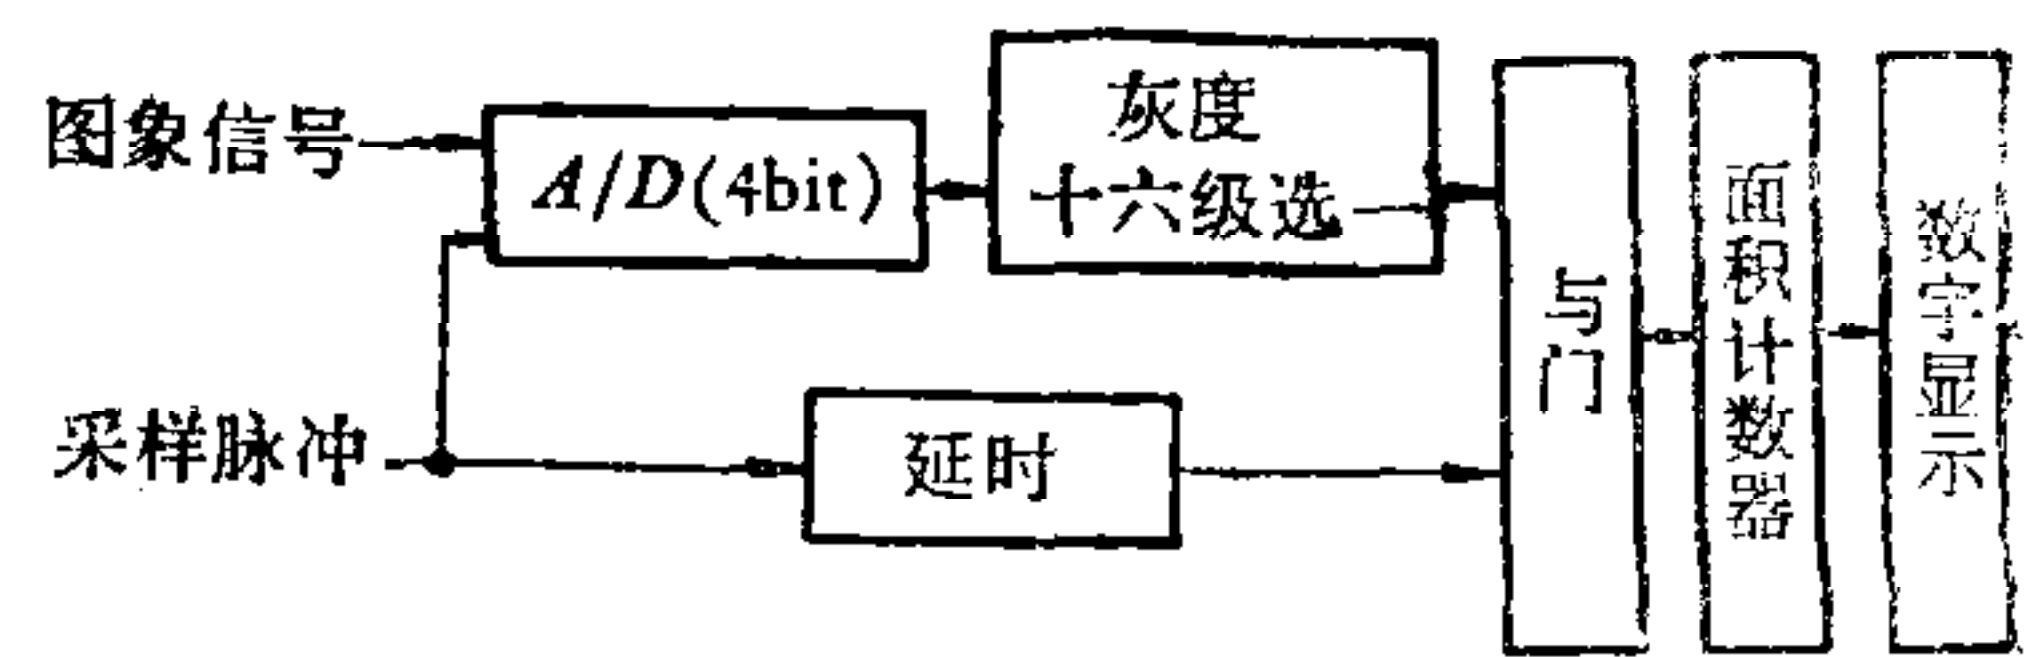 图象信号
A/D(4bit)
灰度
十六级选一
与门
面积计数器
数字显示
采样脉冲
延时